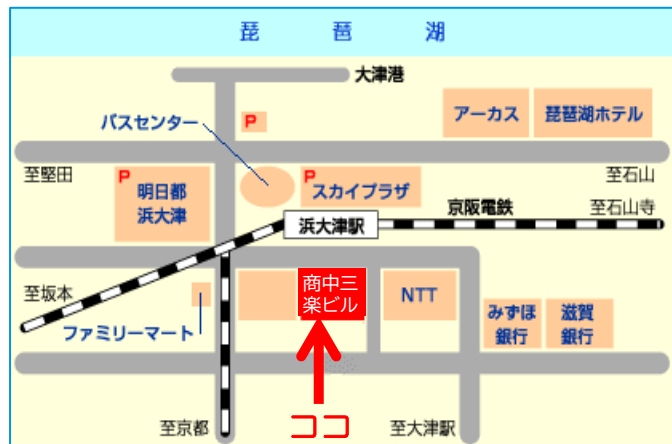 琵琶湖
大津港
アーカス
琵琶湖ホテル
P
バスセンター
至堅田
P
明日都
浜大津
P
スカイプラザ
至石山
京阪電鉄
至石山寺
浜大津駅
至坂本
商中三
楽ビル
NTT
みずほ
銀行
滋賀
銀行
ファミリーマート
至京都
ココ
至大津駅